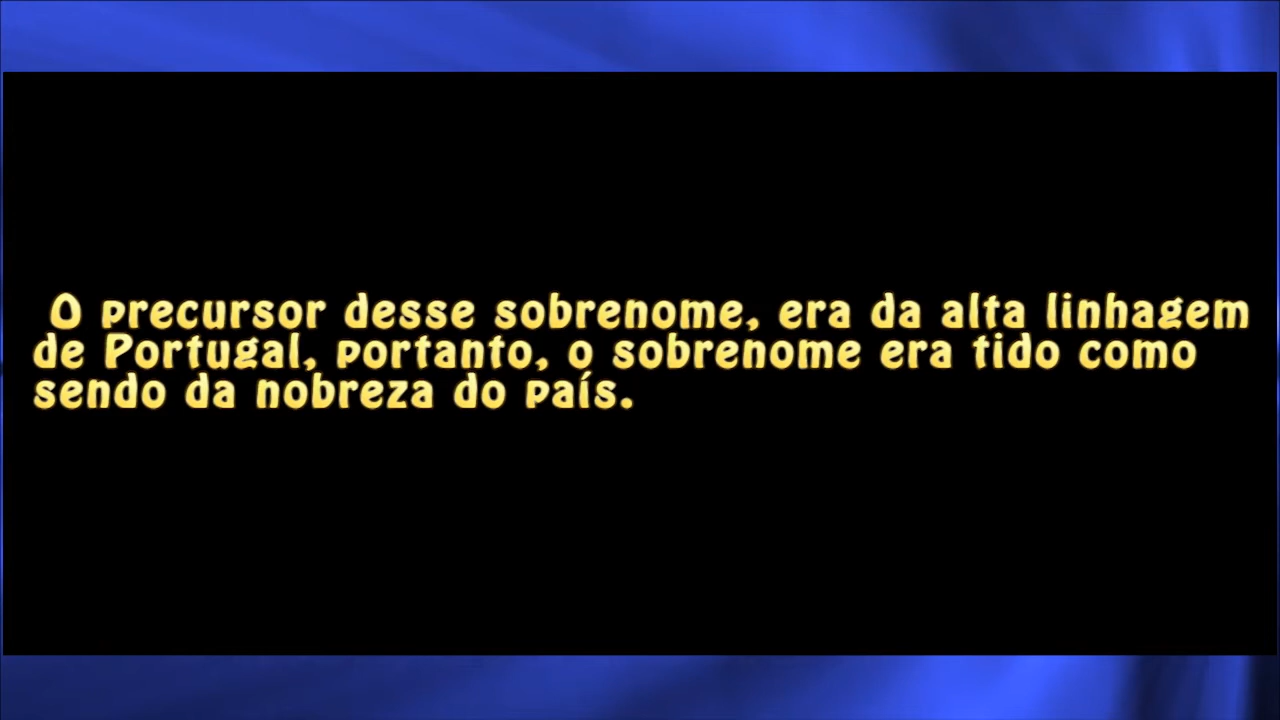 O precursor desse sobrenome, era da alta linhagem
de Portugal, portanto, o sobrenome era tido como
sendo da nobreza do país.